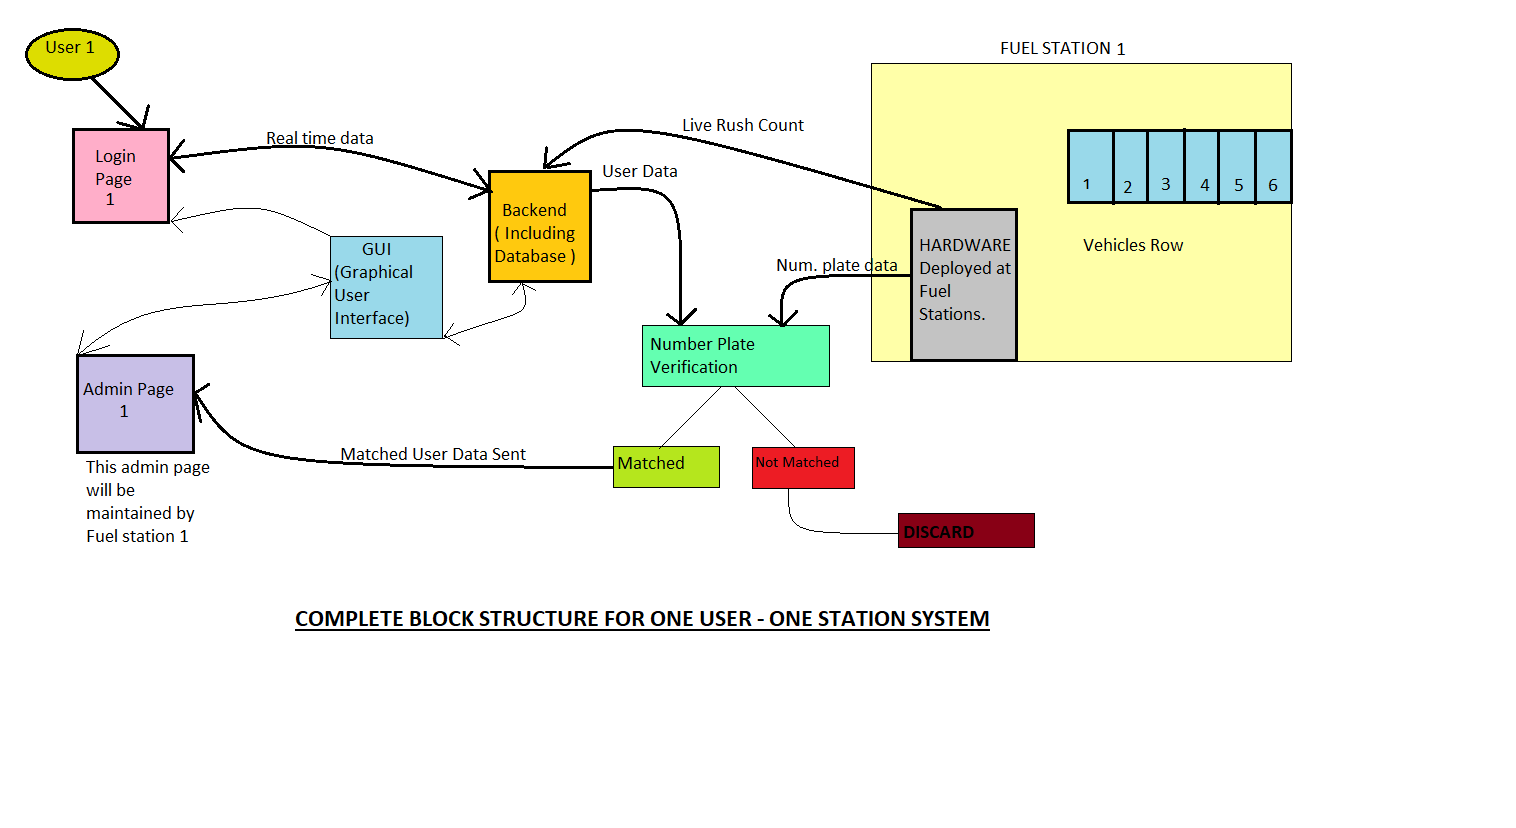 User 1
FUEL STATION 1
Login
Page
1
Real time data
Live Rush Count
User Data
Backend
( Including
Database )
1 2 3 4 5 6
Vehicles Row
GUI
(Graphical
User
Interface)
HARDWARE
Deployed at
Fuel
Stations.
Num. plate data
Number Plate
Verification
Admin Page
1
Matched User Data Sent
Matched
Not Matched
This admin page
will be
maintained by
Fuel station 1
DISCARD
COMPLETE BLOCK STRUCTURE FOR ONE USER - ONE STATION SYSTEM